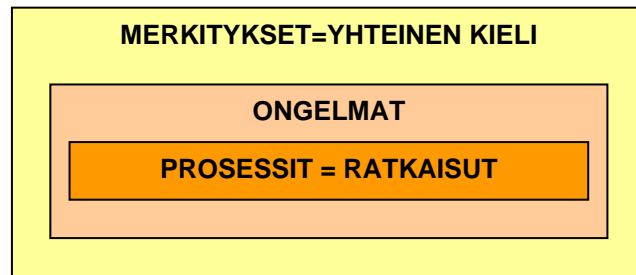 MERKITYKSET=YHTEINEN KIELI
ONGELMAT
PROSESSIT = RATKAISUT